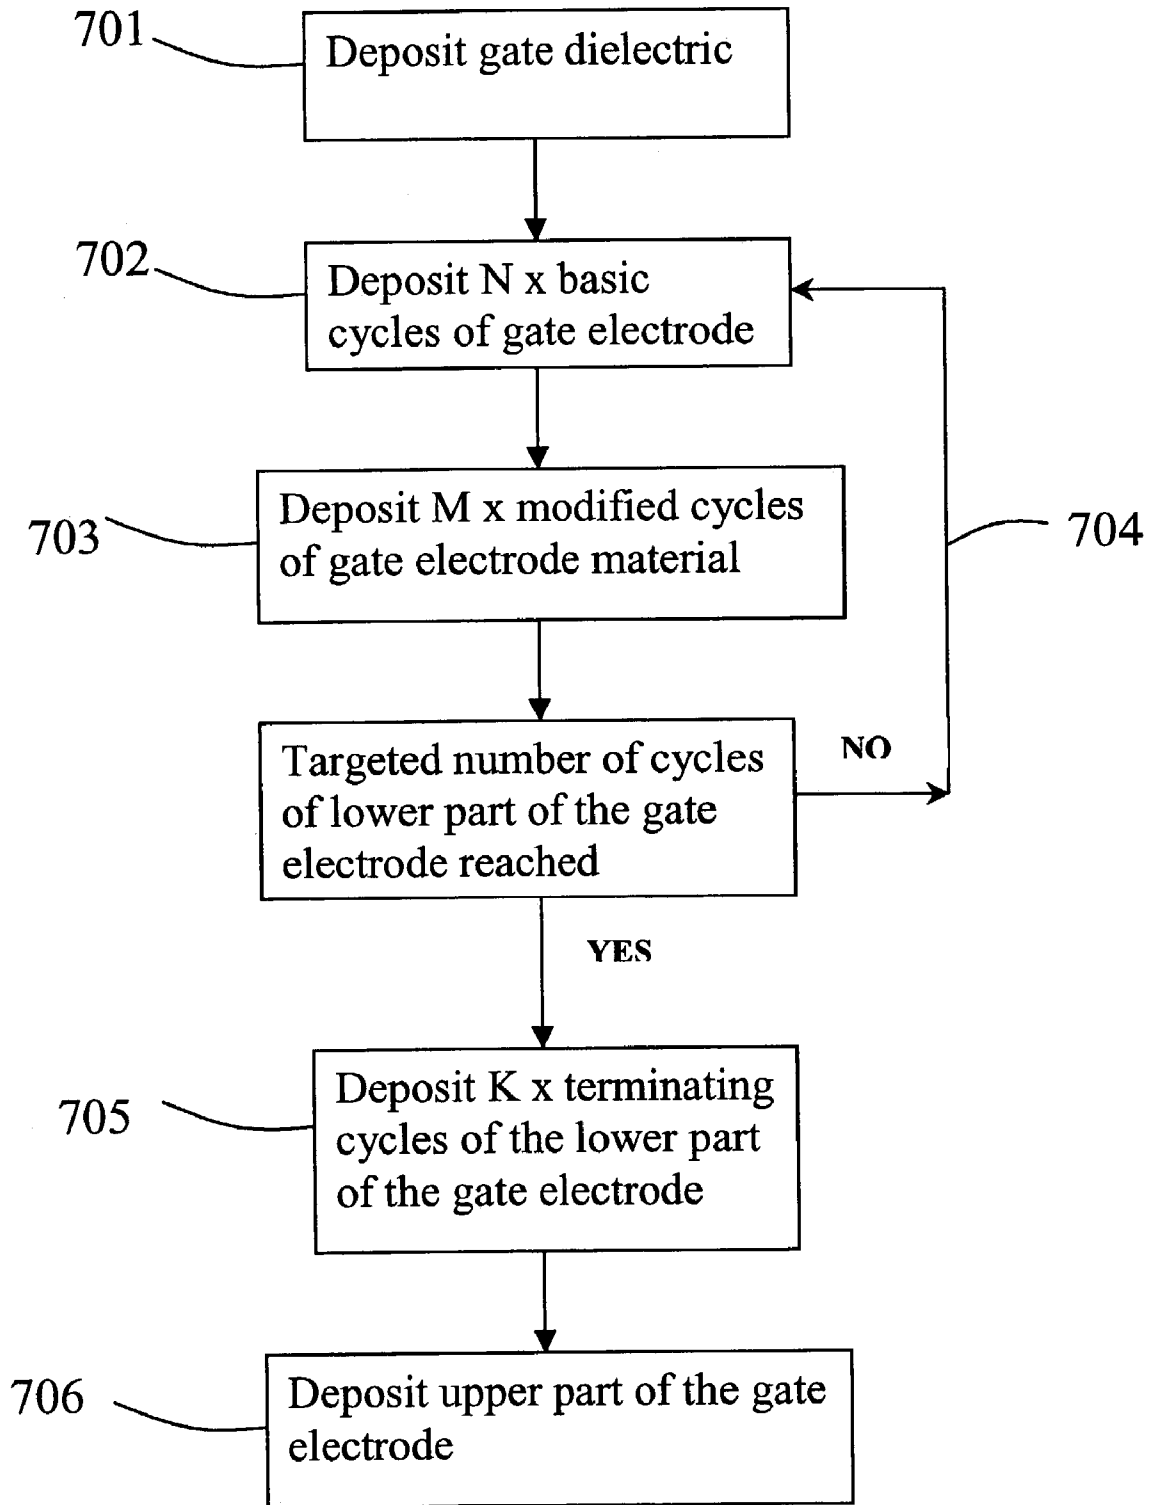 701
Deposit gate dielectric
702
Deposit N x basic
cycles of gate electrode
703
Deposit M x modified cycles
of gate electrode material
704
Targeted number of cycles
of lower part of the gate
electrode reached
NO
YES
705
Deposit K x terminating
cycles of the lower part
of the gate electrode
706
Deposit upper part of the gate
electrode